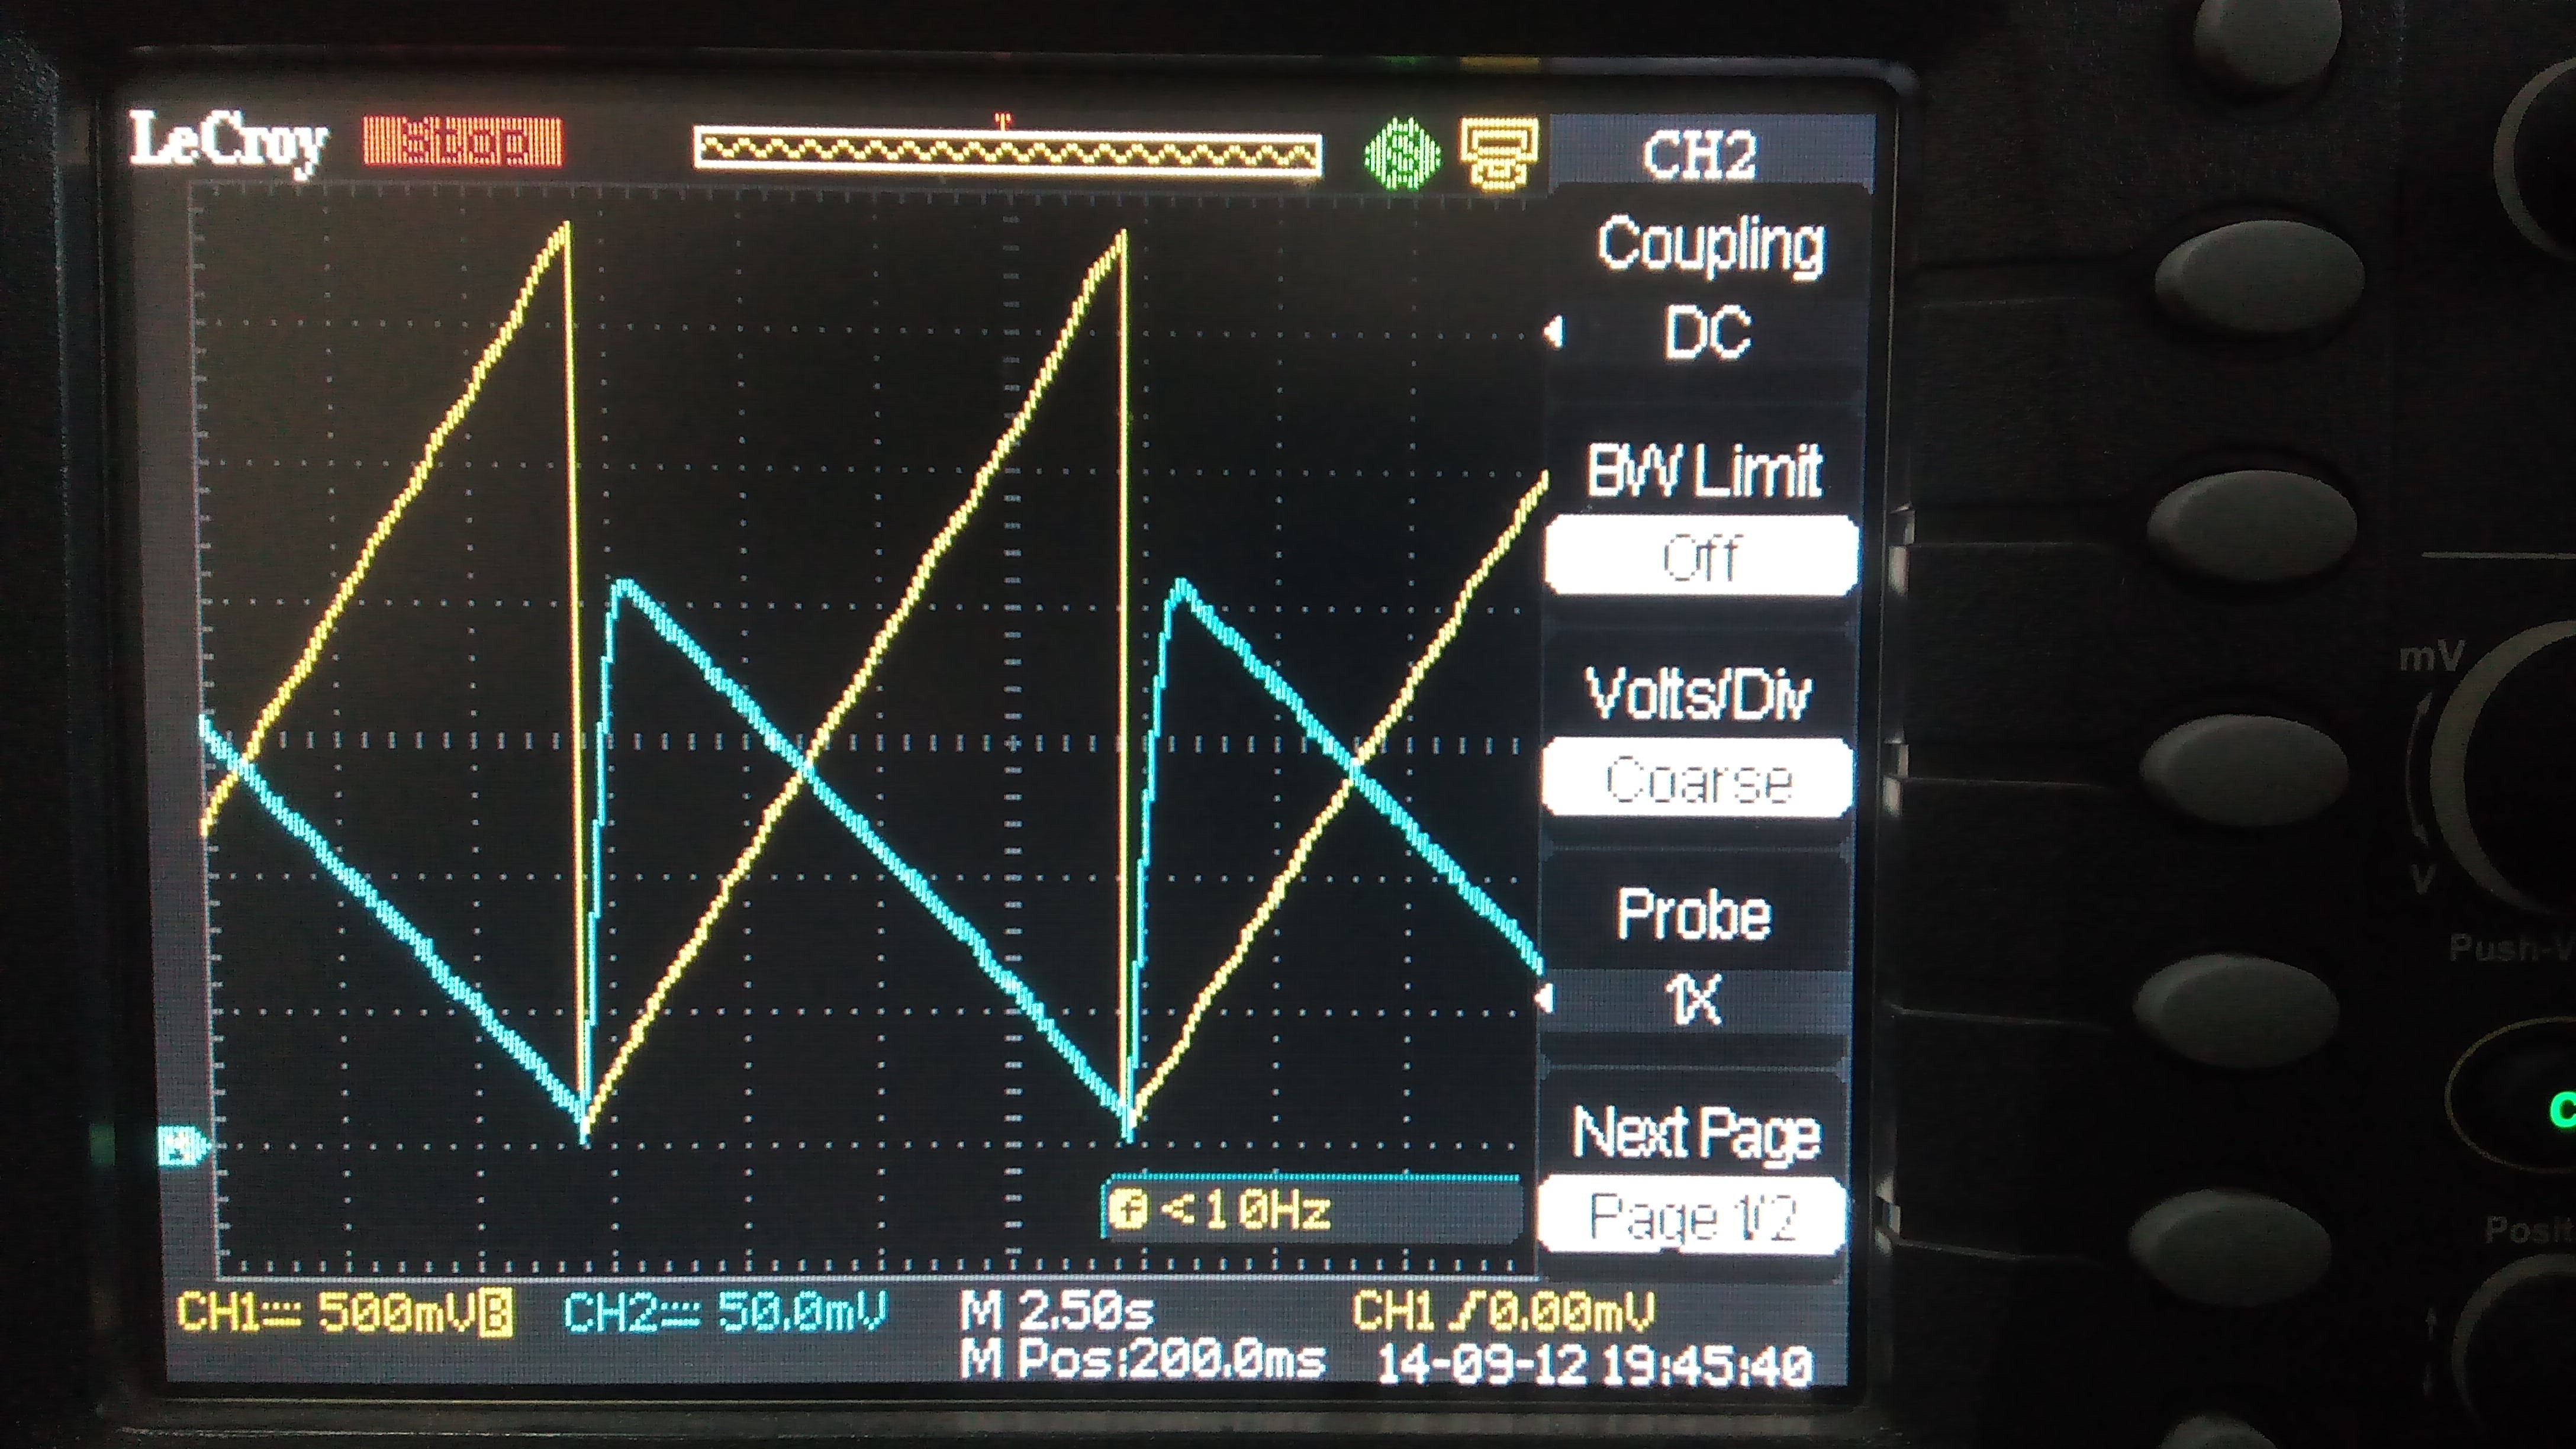 LeCroy Stop CH2
Coupling
DC
BW Limit
Off
Volts/Div
Coarse
Probe
1X
Next Page
Page 1/2
f <10Hz
CH1 500mV B CH2 50.0mV M 2.50s CH1 0.00mV
M Pos:200.0ms 14-09-12 19:45:40
mV
V